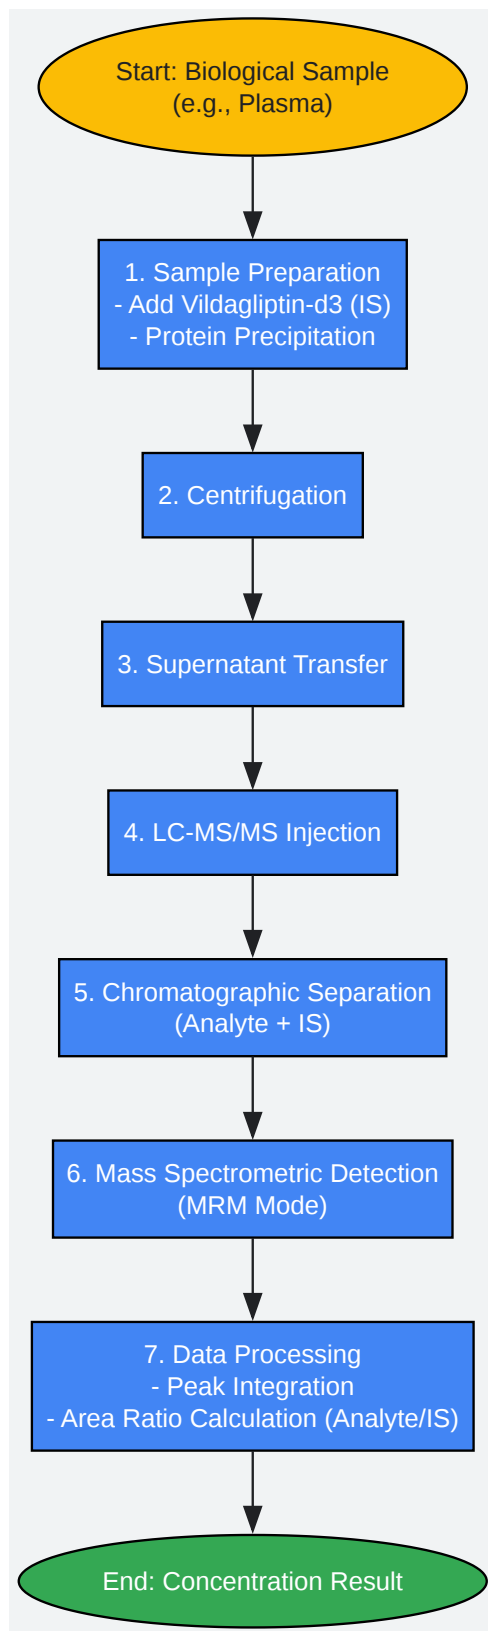 Start: Biological Sample
(e.g., Plasma)
1. Sample Preparation
- Add Vildagliptin-d3 (IS)
- Protein Precipitation
2. Centrifugation
3. Supernatant Transfer
4. LC-MS/MS Injection
5. Chromatographic Separation
(Analyte + IS)
6. Mass Spectrometric Detection
(MRM Mode)
7. Data Processing
- Peak Integration
- Area Ratio Calculation (Analyte/IS)
End: Concentration Result